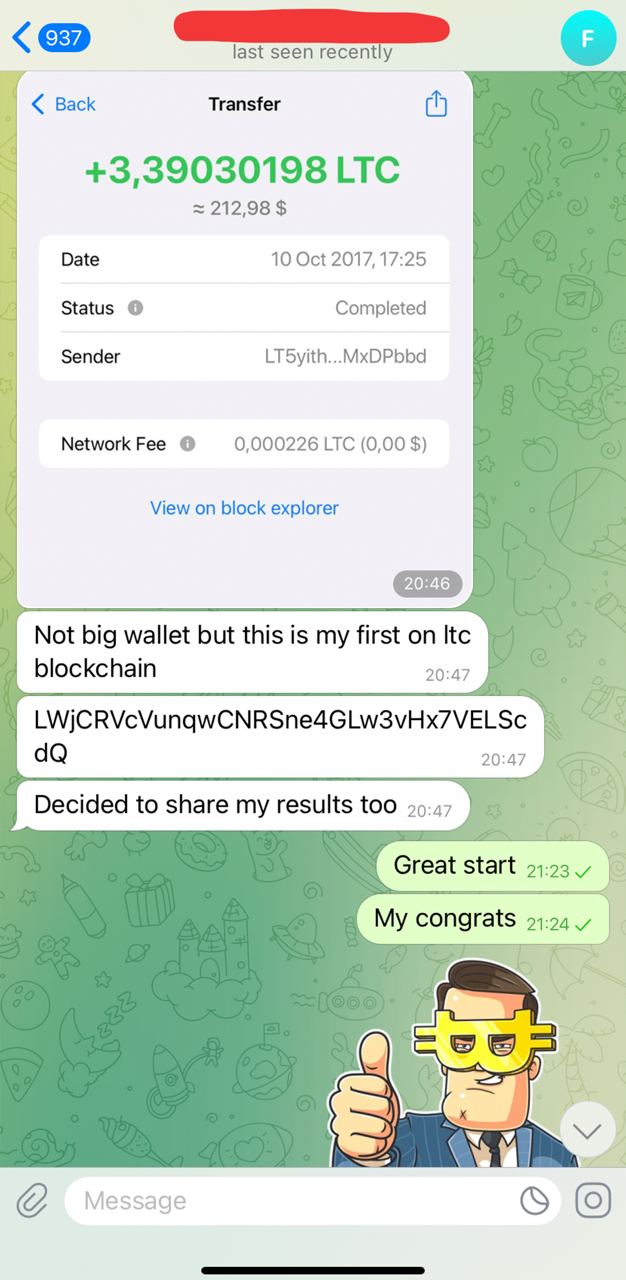 937
last seen recently
F
Back
Transfer
+3,39030198 LTC
≈ 212,98 $
Date
10 Oct 2017, 17:25
Status
Completed
Sender
LT5yith...MxDPbbd
Network Fee
0,000226 LTC (0,00 $)
View on block explorer
20:46
Not big wallet but this is my first on ltc
blockchain
20:47
LWjCRVcVunqwCNRSne4GLw3vHx7VELSc
dQ
20:47
Decided to share my results too
20:47
Great start
21:23
My congrats
21:24
Message